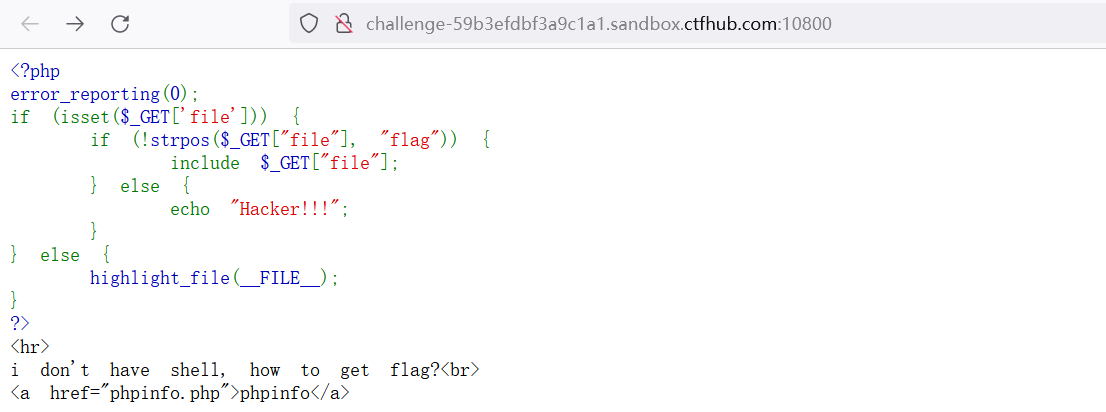 challenge-59b3efdbf3a9c1a1.sandbox.ctfhub.com:10800
<?php
error_reporting(0);
if (isset($_GET['file'])) {
        if (!strpos($_GET["file"], "flag")) {
                include $_GET["file"];
        } else {
                echo "Hacker!!!";
        }
} else {
        highlight_file(__FILE__);
}
?>
<hr>
i don't have shell, how to get flag?<br>
<a href="phpinfo.php">phpinfo</a>